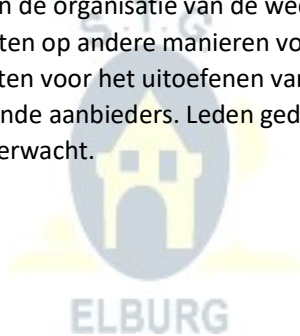 n de organisatie van de wee
S.T.G
ten op andere manieren vo
ten voor het uitoefenen van
nde aanbieders. Leden ged
erwacht.
ELBURG